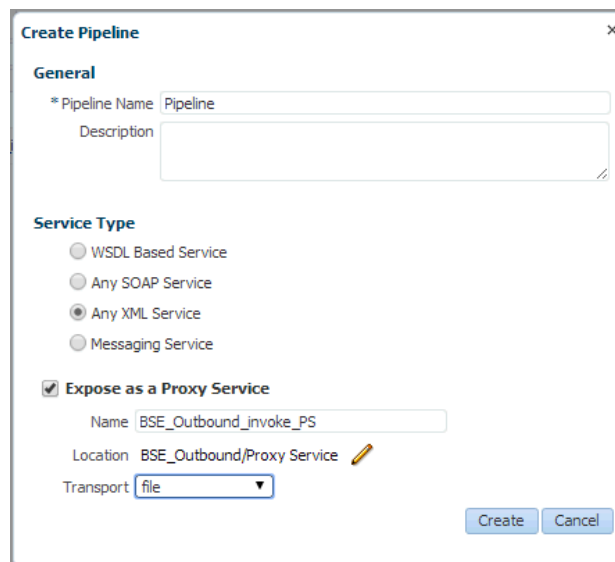 Create Pipeline
General
* Pipeline Name Pipeline
Description
Service Type
WSDL Based Service
Any SOAP Service
Any XML Service
Messaging Service
Expose as a Proxy Service
Name BSE_Outbound_invoke_PS
Location BSE_Outbound/Proxy Service
Transport file
Create Cancel